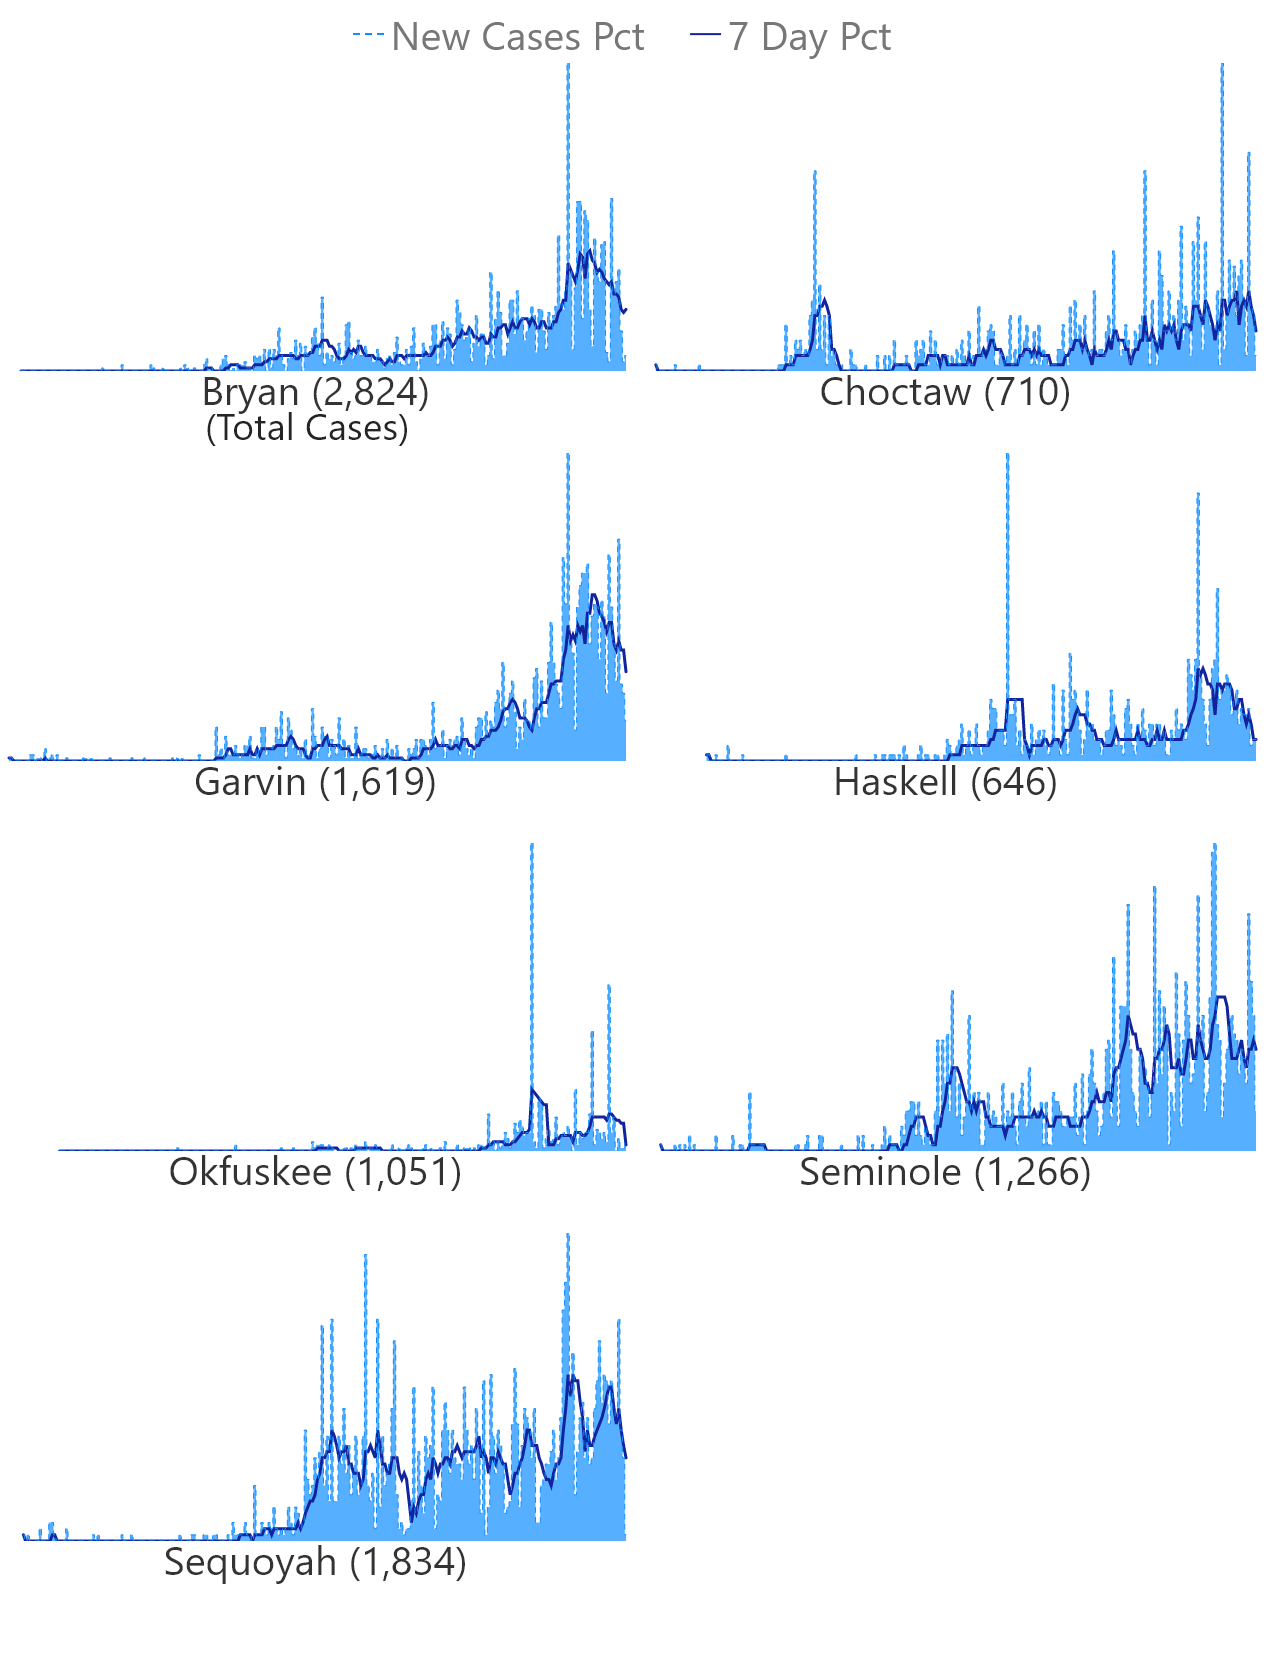 New Cases Pct 7 Day Pct
Bryan (2,824)
(Total Cases)
Choctaw (710)
Garvin (1,619)
Haskell (646)
Okfuskee (1,051)
Seminole (1,266)
Sequoyah (1,834)